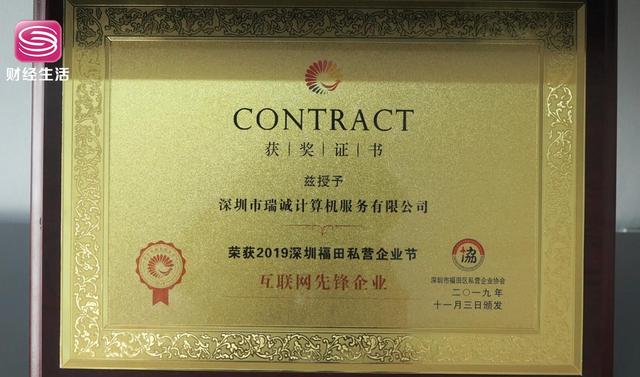 财经生活
CONTRACT
获|奖|证|书
兹授予
深圳市瑞诚计算机服务有限公司
荣获2019深圳福田私营企业节
互联网先锋企业
協
深圳市福田区私营企业协会
二〇一九年
十一月三日颁发